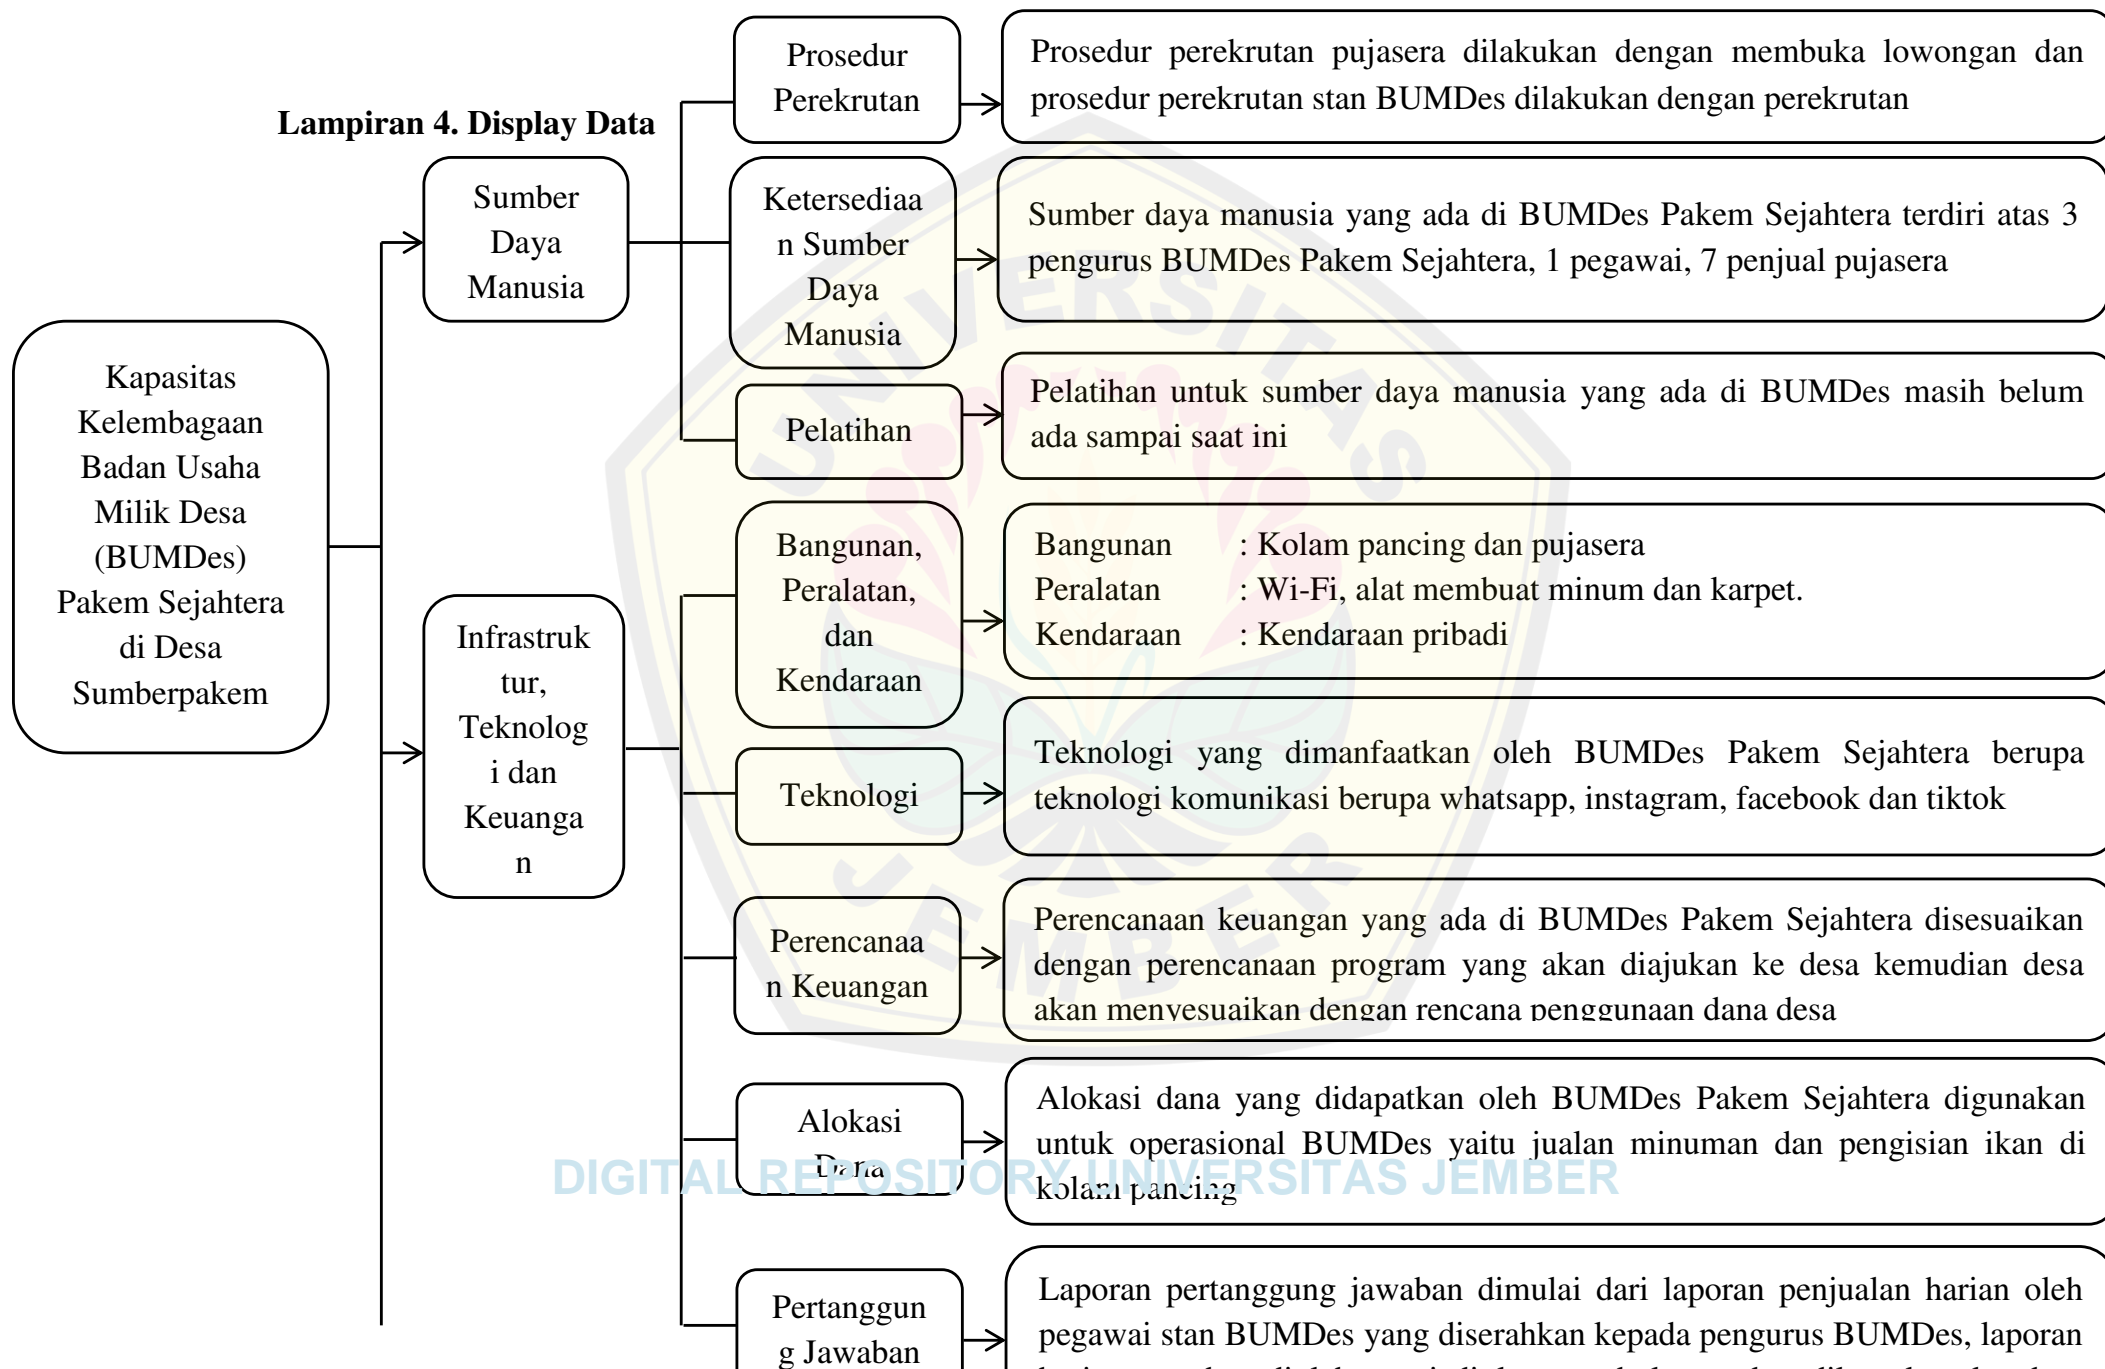 Lampiran 4. Display Data
Kapasitas
Kelembagaan
Badan Usaha
Milik Desa
(BUMDes)
Pakem Sejahtera
di Desa
Sumberpakem
Sumber
Daya
Manusia
Prosedur
Perekrutan
Prosedur perekrutan pujasera dilakukan dengan membuka lowongan dan
prosedur perekrutan stan BUMDes dilakukan dengan perekrutan
Ketersediaa
n Sumber
Daya
Manusia
Sumber daya manusia yang ada di BUMDes Pakem Sejahtera terdiri atas 3
pengurus BUMDes Pakem Sejahtera, 1 pegawai, 7 penjual pujasera
Pelatihan
Pelatihan untuk sumber daya manusia yang ada di BUMDes masih belum
ada sampai saat ini
Infrastruk
tur,
Teknolog
i dan
Keuanga
n
Bangunan,
Peralatan,
dan
Kendaraan
Bangunan : Kolam pancing dan pujasera
Peralatan : Wi-Fi, alat membuat minum dan karpet.
Kendaraan : Kendaraan pribadi
Teknologi
Teknologi yang dimanfaatkan oleh BUMDes Pakem Sejahtera berupa
teknologi komunikasi berupa whatsapp, instagram, facebook dan tiktok
Perencanaa
n Keuangan
Perencanaan keuangan yang ada di BUMDes Pakem Sejahtera disesuaikan
dengan perencanaan program yang akan diajukan ke desa kemudian desa
akan menyesuaikan dengan rencana penggunaan dana desa
Alokasi
Dana
Alokasi dana yang didapatkan oleh BUMDes Pakem Sejahtera digunakan
untuk operasional BUMDes yaitu jualan minuman dan pengisian ikan di
kolam pancing
Pertanggun
g Jawaban
Laporan pertanggung jawaban dimulai dari laporan penjualan harian oleh
pegawai stan BUMDes yang diserahkan kepada pengurus BUMDes, laporan
UNIVERSITAS
JEMBER
DIGITAL REPOSITORY UNIVERSITAS JEMBER